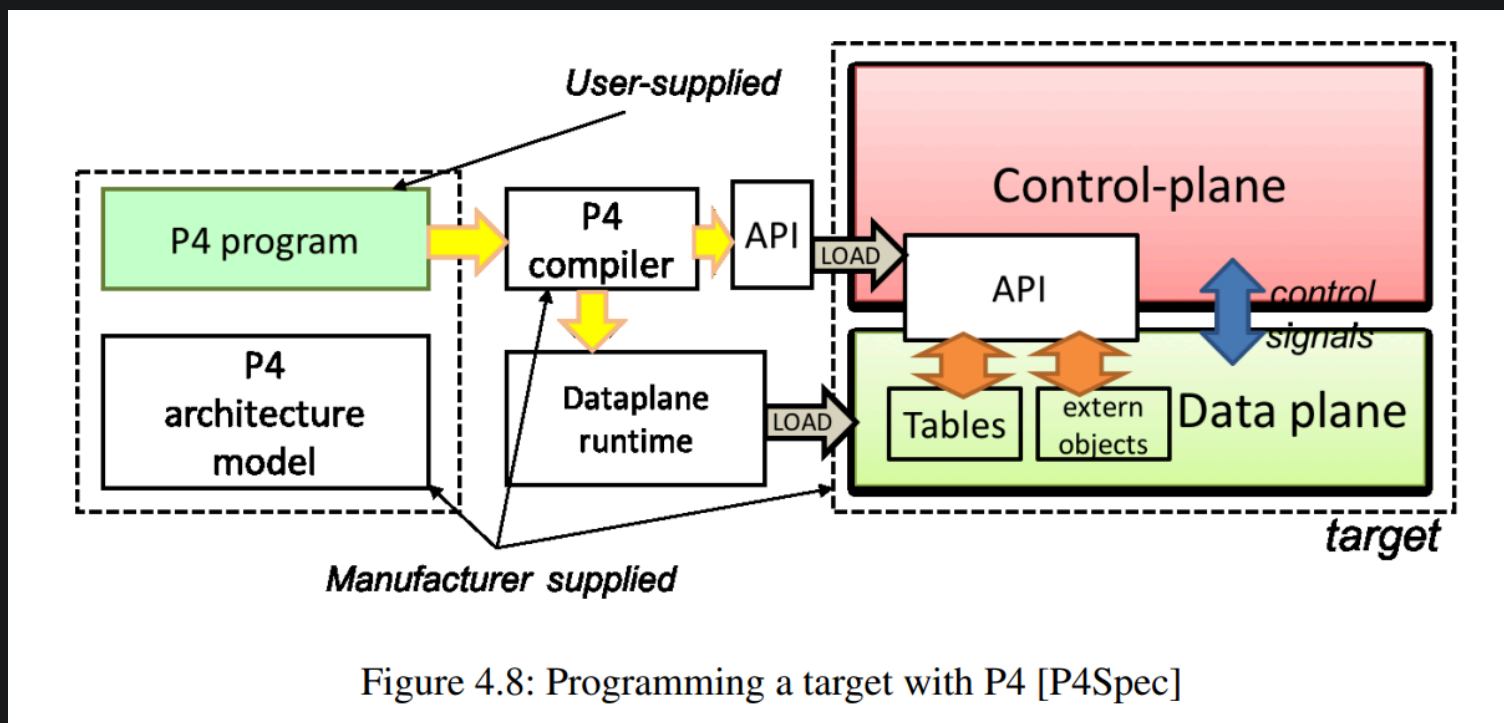 User-supplied
P4 program
P4
compiler
API
LOAD
Control-plane
API
control
signals
P4
architecture
model
Dataplane
runtime
LOAD
Tables
extern
objects
Data plane
target
Manufacturer supplied
Figure 4.8: Programming a target with P4 [P4Spec]